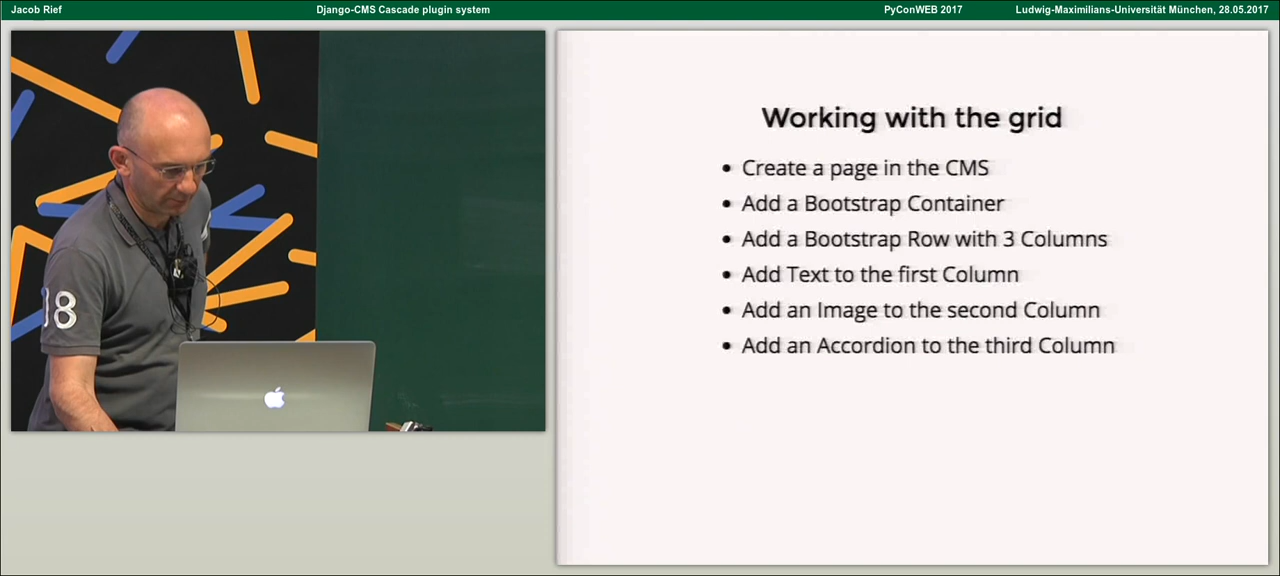 Jacob Rief Django-CMS Cascade plugin system PyConWEB 2017 Ludwig-Maximilians-Universität München, 28.05.2017
Working with the grid
• Create a page in the CMS
• Add a Bootstrap Container
• Add a Bootstrap Row with 3 Columns
• Add Text to the first Column
• Add an Image to the second Column
• Add an Accordion to the third Column
18